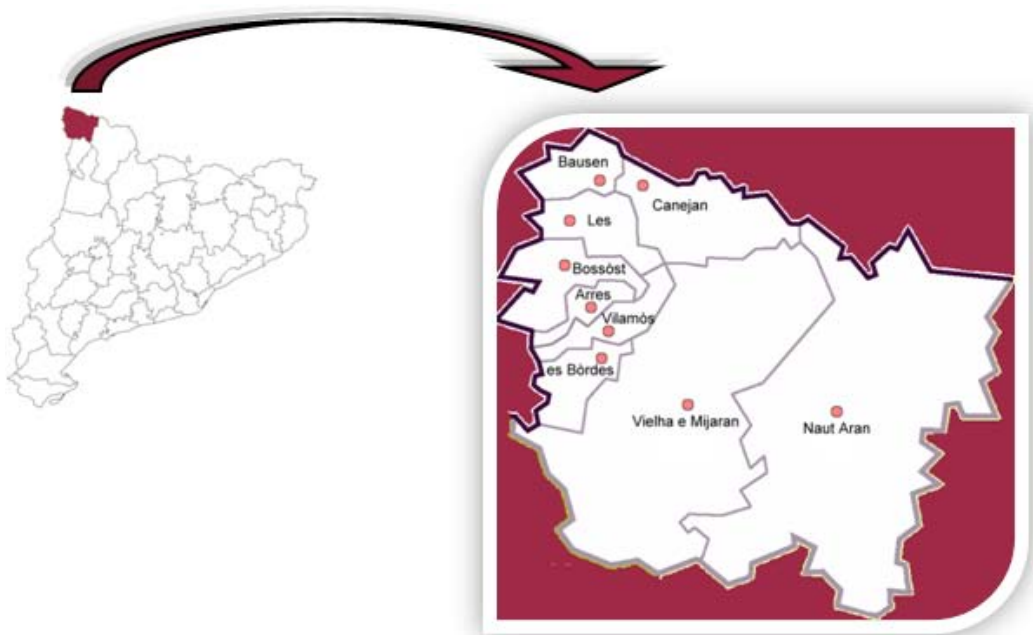 Bausen
Canejan
Les
Bossòst
Arres
Vilamòs
es Bòrdes
Vielha e Mijaran
Naut Aran